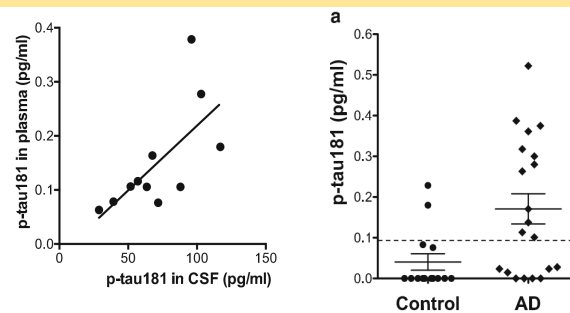 p-tau181 in plasma (pg/ml)
0.4
0.3
0.2
0.1
0.0
0
50
100
150
p-tau181 in CSF (pg/ml)
a
p-tau181 (pg/ml)
0.6
0.5
0.4
0.3
0.2
0.1
0.0
Control
AD